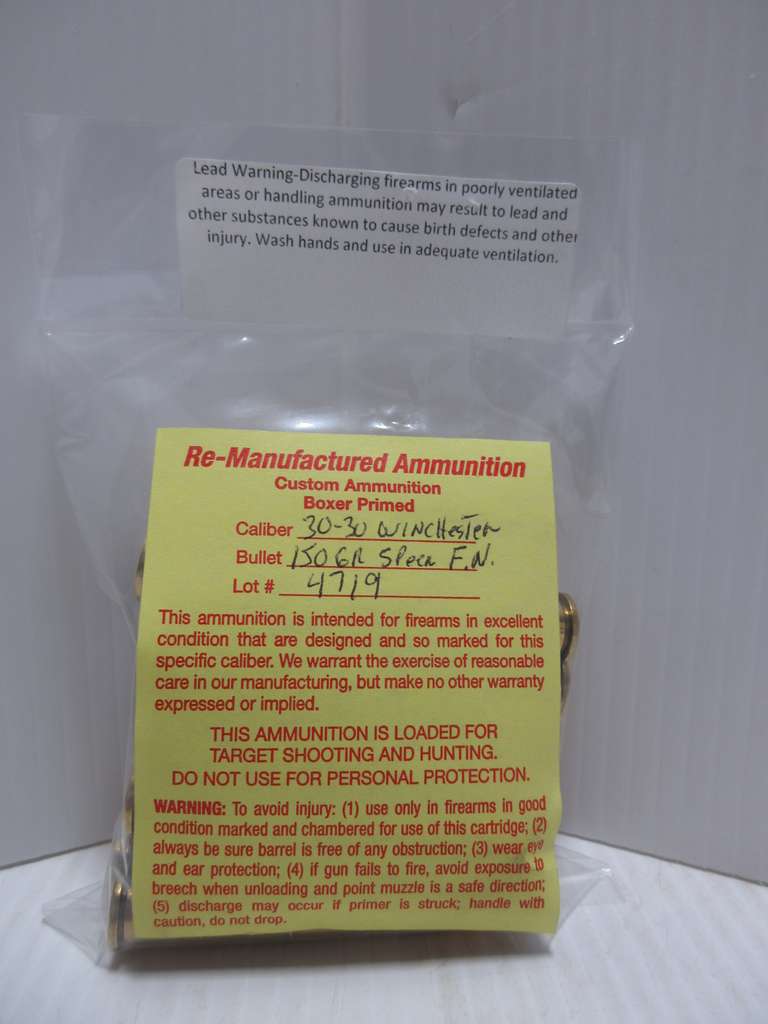 Lead Warning-Discharging firearms in poorly ventilated
areas or handling ammunition may result to lead and
other substances known to cause birth defects and other
injury. Wash hands and use in adequate ventilation.
Re-Manufactured Ammunition
Custom Ammunition
Boxer Primed
Caliber 30-30 WINCHester
Bullet 150 GR Speer F.N.
Lot # 4719
This ammunition is intended for firearms in excellent
condition that are designed and so marked for this
specific caliber. We warrant the exercise of reasonable
care in our manufacturing, but make no other warranty
expressed or implied.
THIS AMMUNITION IS LOADED FOR
TARGET SHOOTING AND HUNTING.
DO NOT USE FOR PERSONAL PROTECTION.
WARNING: To avoid injury: (1) use only in firearms in good
condition marked and chambered for use of this cartridge; (2)
always be sure barrel is free of any obstruction; (3) wear eye
and ear protection; (4) if gun fails to fire, avoid exposure to
breech when unloading and point muzzle is a safe direction;
(5) discharge may occur if primer is struck; handle with
caution, do not drop.